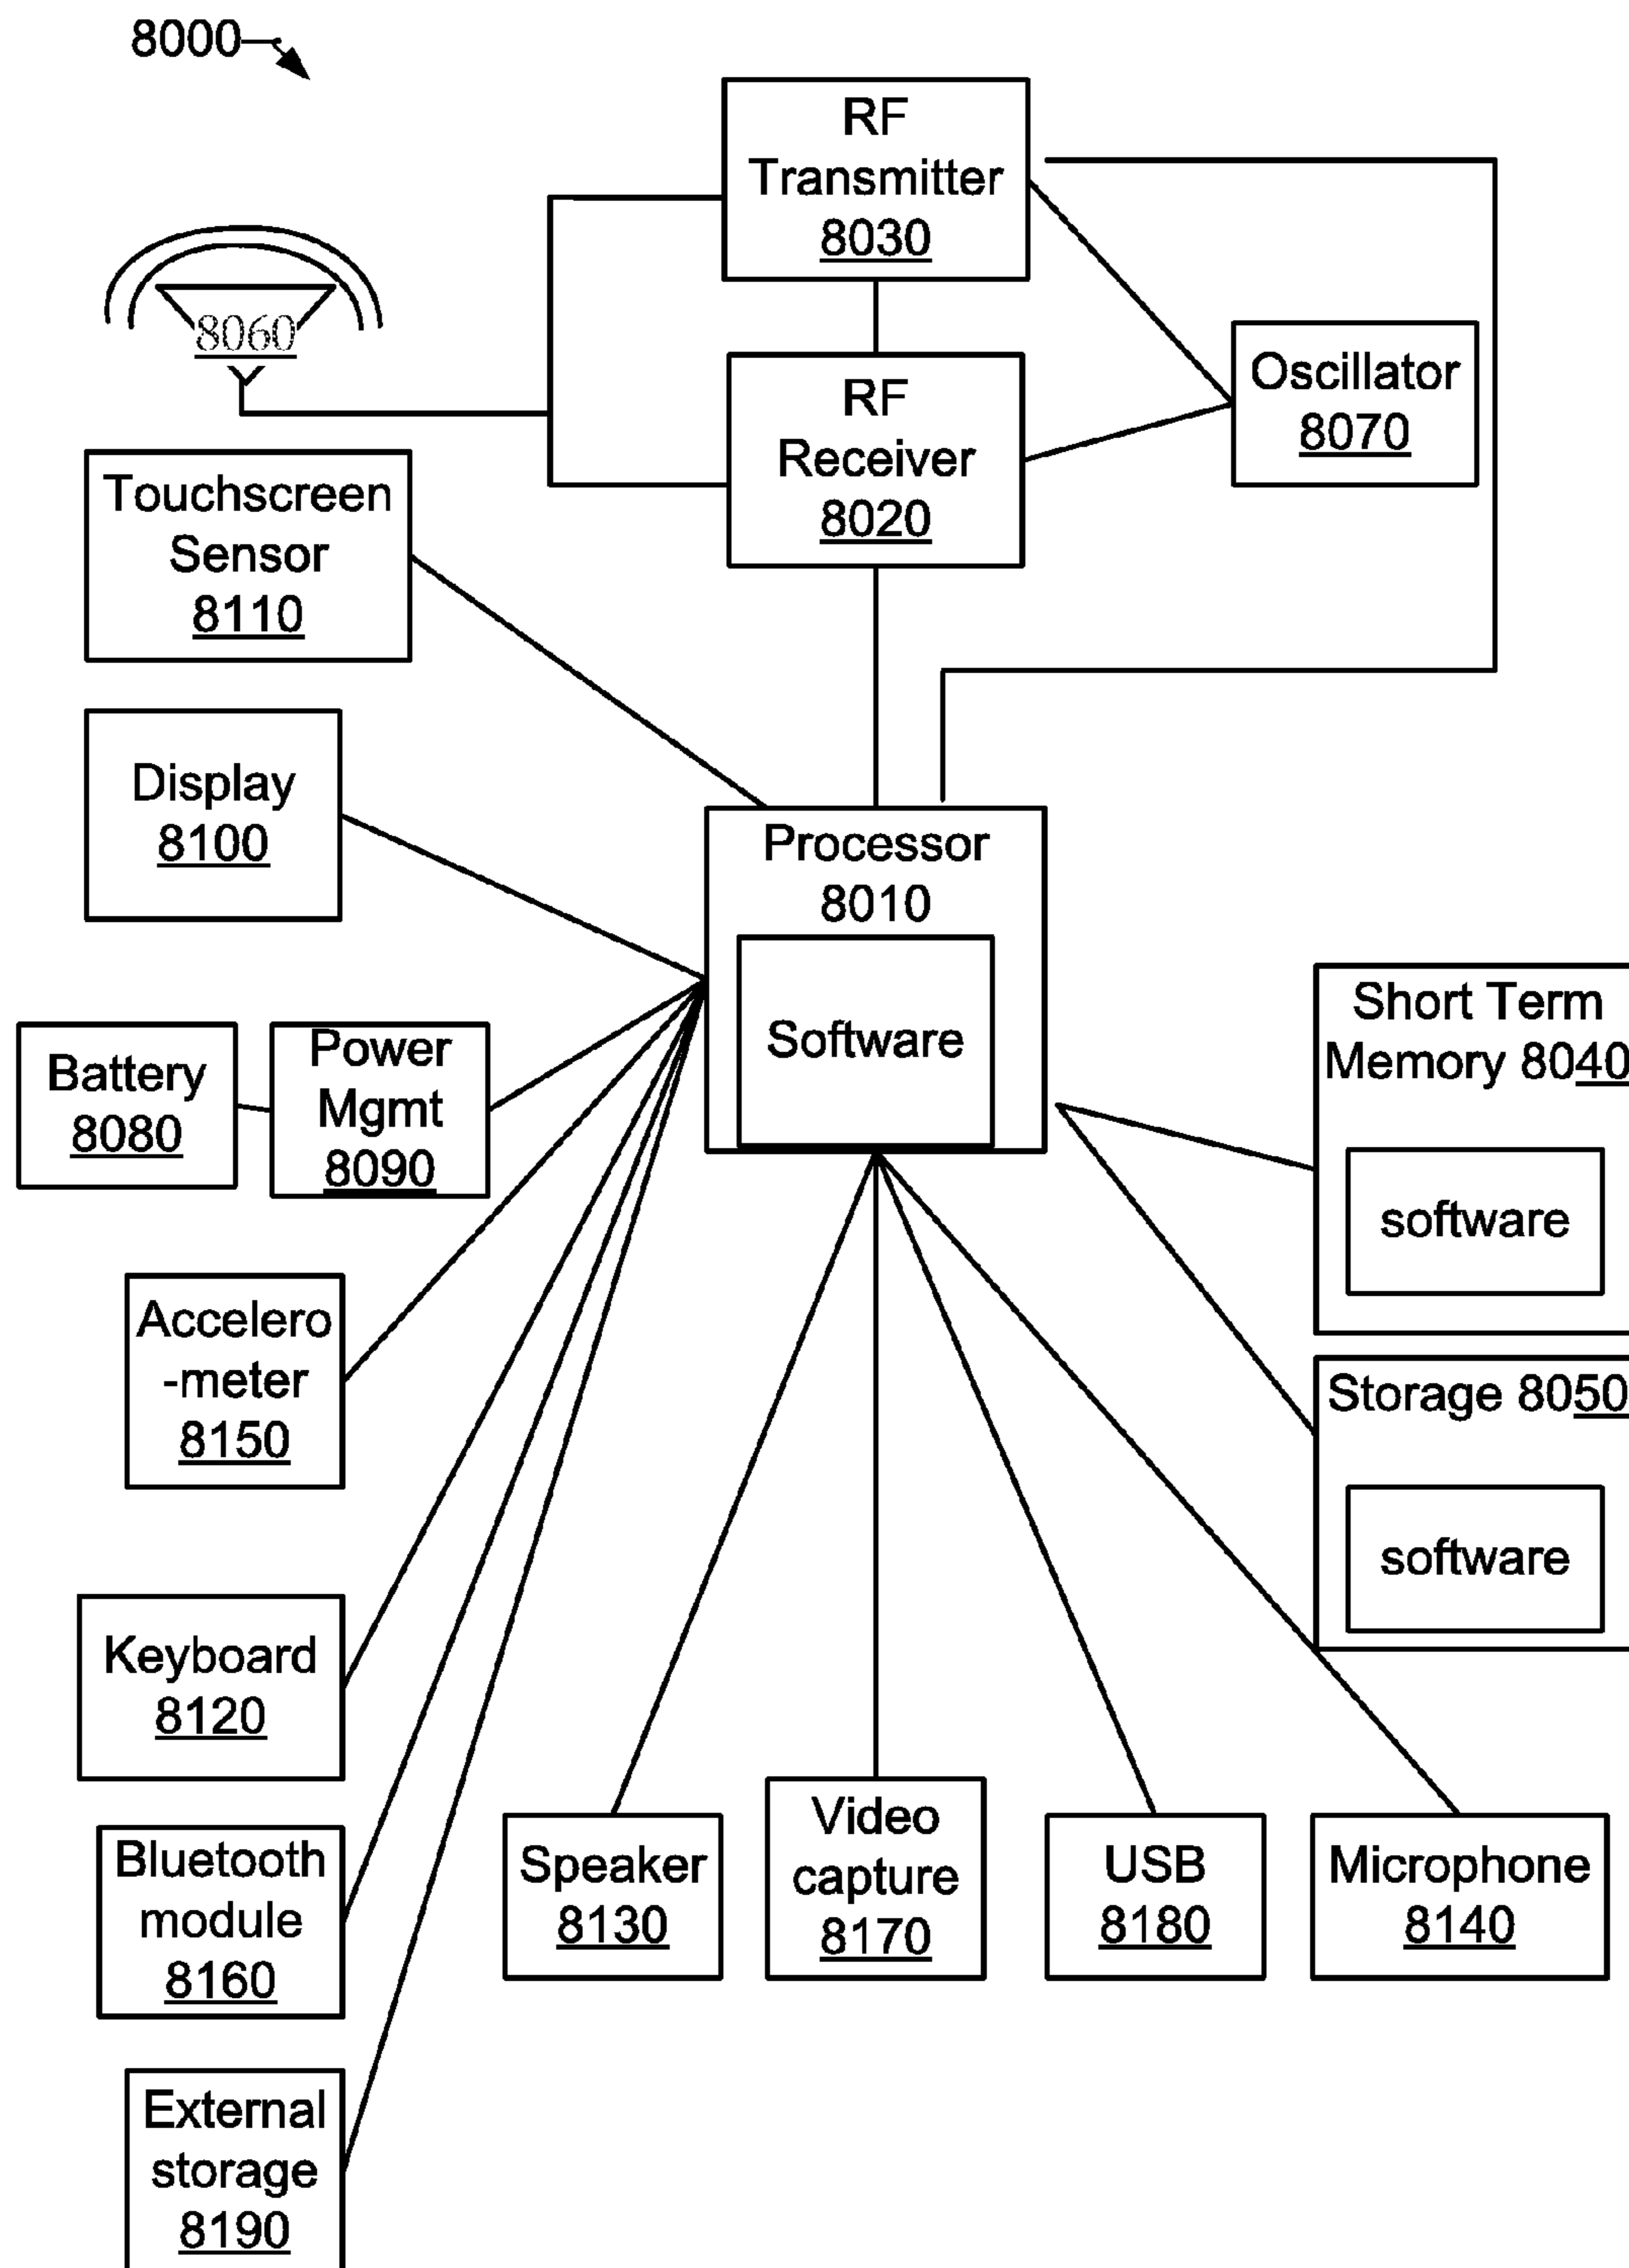 8000
RF
Transmitter
8030
8060
RF
Receiver
8020
Oscillator
8070
Touchscreen
Sensor
8110
Display
8100
Processor
8010
Software
Short Term
Memory 8040
software
Battery
8080
Power
Mgmt
8090
Accelero
-meter
8150
Storage 8050
software
Keyboard
8120
Bluetooth
module
8160
Speaker
8130
Video
capture
8170
USB
8180
Microphone
8140
External
storage
8190